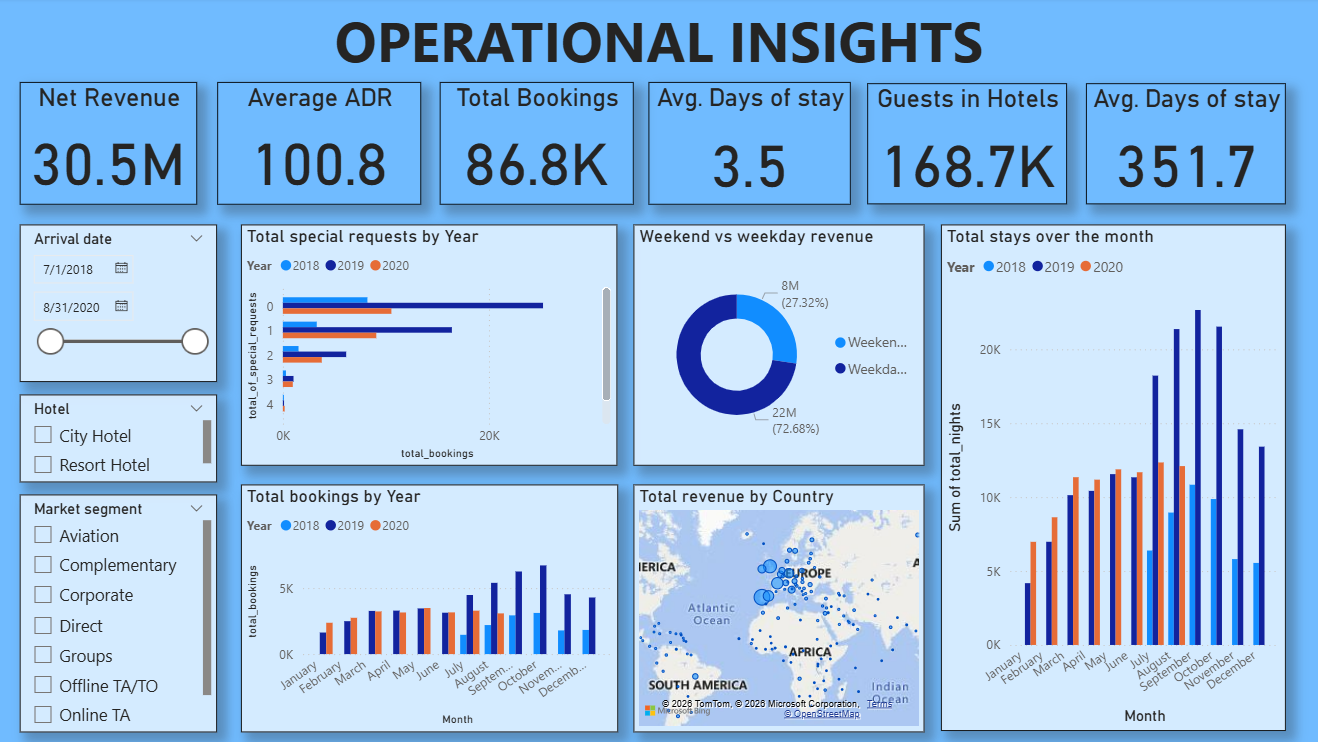 OPERATIONAL INSIGHTS
Net Revenue
30.5M
Average ADR
100.8
Total Bookings
86.8K
Avg. Days of stay
3.5
Guests in Hotels
168.7K
Avg. Days of stay
351.7
Arrival date
7/1/2018
8/31/2020
Hotel
City Hotel
Resort Hotel
Market segment
Aviation
Complementary
Corporate
Direct
Groups
Offline TA/TO
Online TA
Total special requests by Year
Year 2018 2019 2020
total_of_special_requests
0
1
2
3
4
0K 20K
total_bookings
Weekend vs weekday revenue
8M
(27.32%)
Weeken...
Weekda...
22M
(72.68%)
Total bookings by Year
Year 2018 2019 2020
total_bookings
5K
0K
January February March April May June July August Septem... October Novem... Decemb...
Month
Total revenue by Country
ERICA
EUROPE
A
Atlantic
Ocean
AFRICA
SOUTH AMERICA
Indian
Ocean
© 2026 TomTom, © 2026 Microsoft Corporation, Terms
Microsoft Bing
© OpenStreetMap
Total stays over the month
Year 2018 2019 2020
Sum of total_nights
20K
15K
10K
5K
0K
January February March April May June July August September October November December
Month